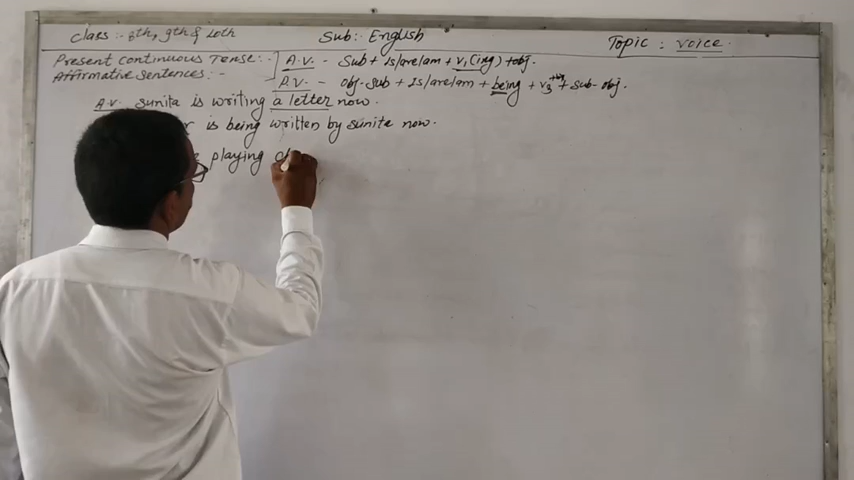 Class :- 8th, 9th & 10th Sub:- English Topic : voice.
Present continuous Tense:- A.V. - Sub + Is/are/am + V1(ing) + obj.
Affirmative Sentences:- P.V. - obj-sub + Is/are/am + being + V3 + by + sub-obj.
A.V. Sunita is writing a letter now.
is being written by Sunita now.
playing